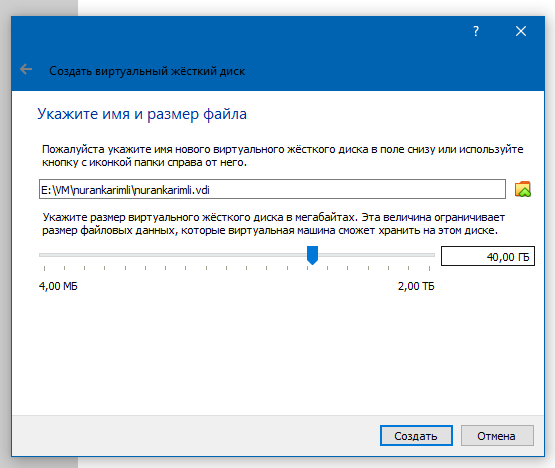 ?
Создать виртуальный жёсткий диск
Укажите имя и размер файла
Пожалуйста укажите имя нового виртуального жёсткого диска в поле снизу или используйте
кнопку с иконкой папки справа от него.
E:\VM\nurankarimli\nurankarimli.vdi
Укажите размер виртуального жёсткого диска в мегабайтах. Эта величина ограничивает
размер файловых данных, которые виртуальная машина сможет хранить на этом диске.
40,00 ГБ
4,00 МБ 2,00 ТБ
Создать Отмена